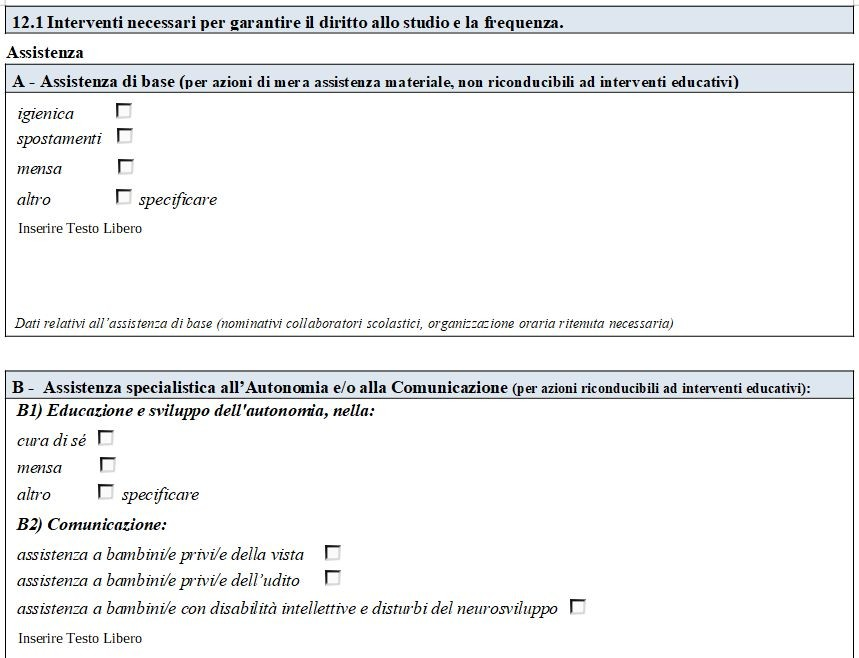 12.1 Interventi necessari per garantire il diritto allo studio e la frequenza.
Assistenza
A - Assistenza di base (per azioni di mera assistenza materiale, non riconducibili ad interventi educativi)
igienica
spostamenti
mensa
altro specificare
Inserire Testo Libero
Dati relativi all’assistenza di base (nominativi collaboratori scolastici, organizzazione oraria ritenuta necessaria)
B - Assistenza specialistica all’Autonomia e/o alla Comunicazione (per azioni riconducibili ad interventi educativi):
B1) Educazione e sviluppo dell'autonomia, nella:
cura di sé
mensa
altro specificare
B2) Comunicazione:
assistenza a bambini/e privi/e della vista
assistenza a bambini/e privi/e dell’udito
assistenza a bambini/e con disabilità intellettive e disturbi del neurosviluppo
Inserire Testo Libero